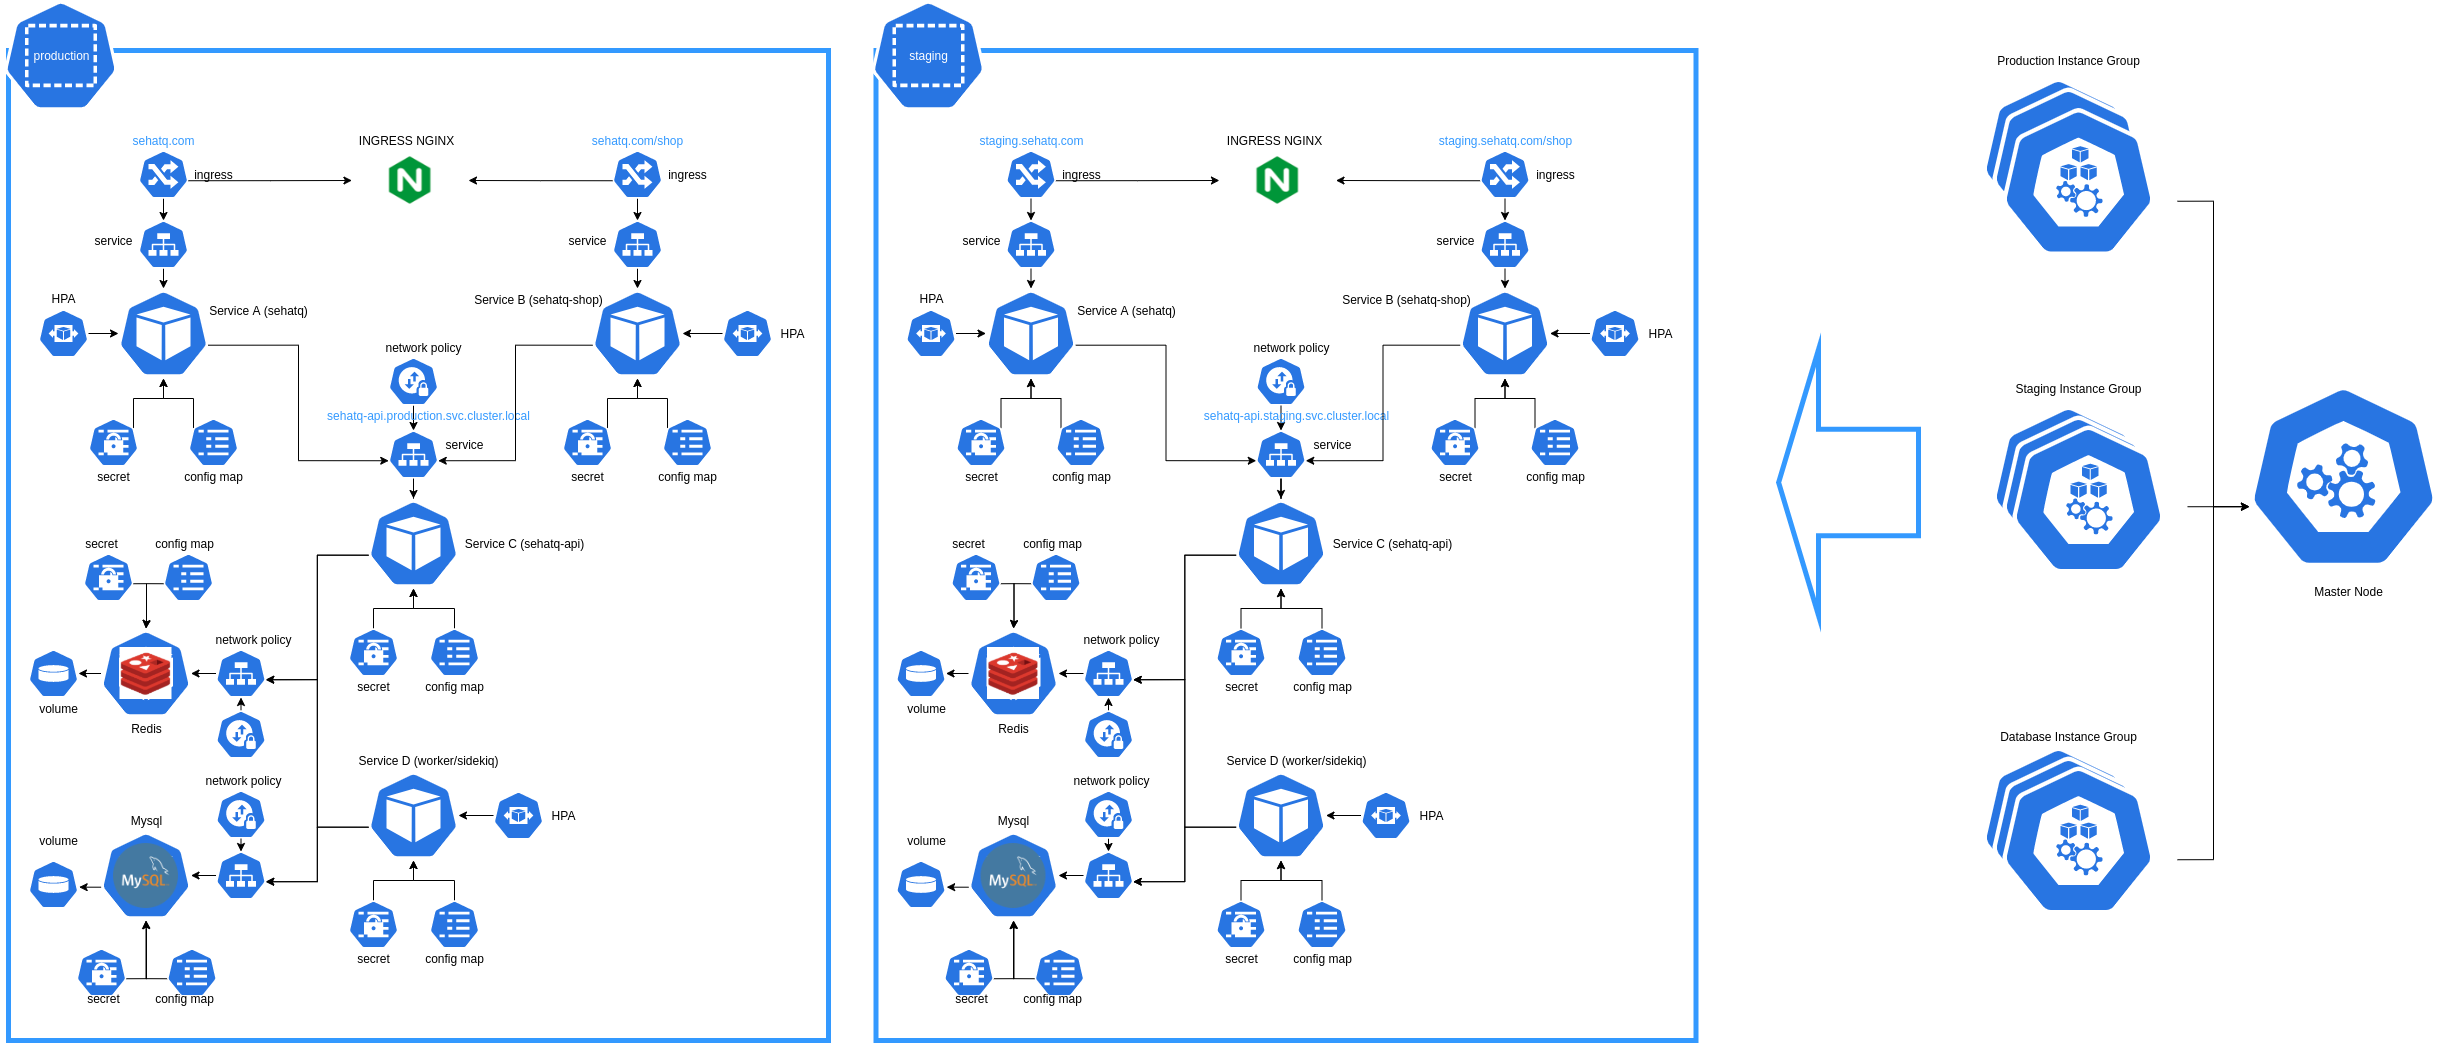 production
sehatq.com
INGRESS NGINX
sehatq.com/shop
ingress
ingress
service
service
HPA
Service A (sehatq)
Service B (sehatq-shop)
HPA
network policy
sehatq-api.production.svc.cluster.local
service
secret
config map
secret
config map
secret
config map
Service C (sehatq-api)
network policy
secret
config map
volume
Redis
Service D (worker/sidekiq)
network policy
Mysql
HPA
volume
MySQL
secret
config map
secret
config map
staging
staging.sehatq.com
INGRESS NGINX
staging.sehatq.com/shop
ingress
ingress
service
service
HPA
Service A (sehatq)
Service B (sehatq-shop)
HPA
network policy
sehatq-api.staging.svc.cluster.local
service
secret
config map
secret
config map
secret
config map
Service C (sehatq-api)
network policy
secret
config map
volume
Redis
Service D (worker/sidekiq)
network policy
Mysql
HPA
volume
MySQL
secret
config map
secret
config map
Production Instance Group
Staging Instance Group
Master Node
Database Instance Group